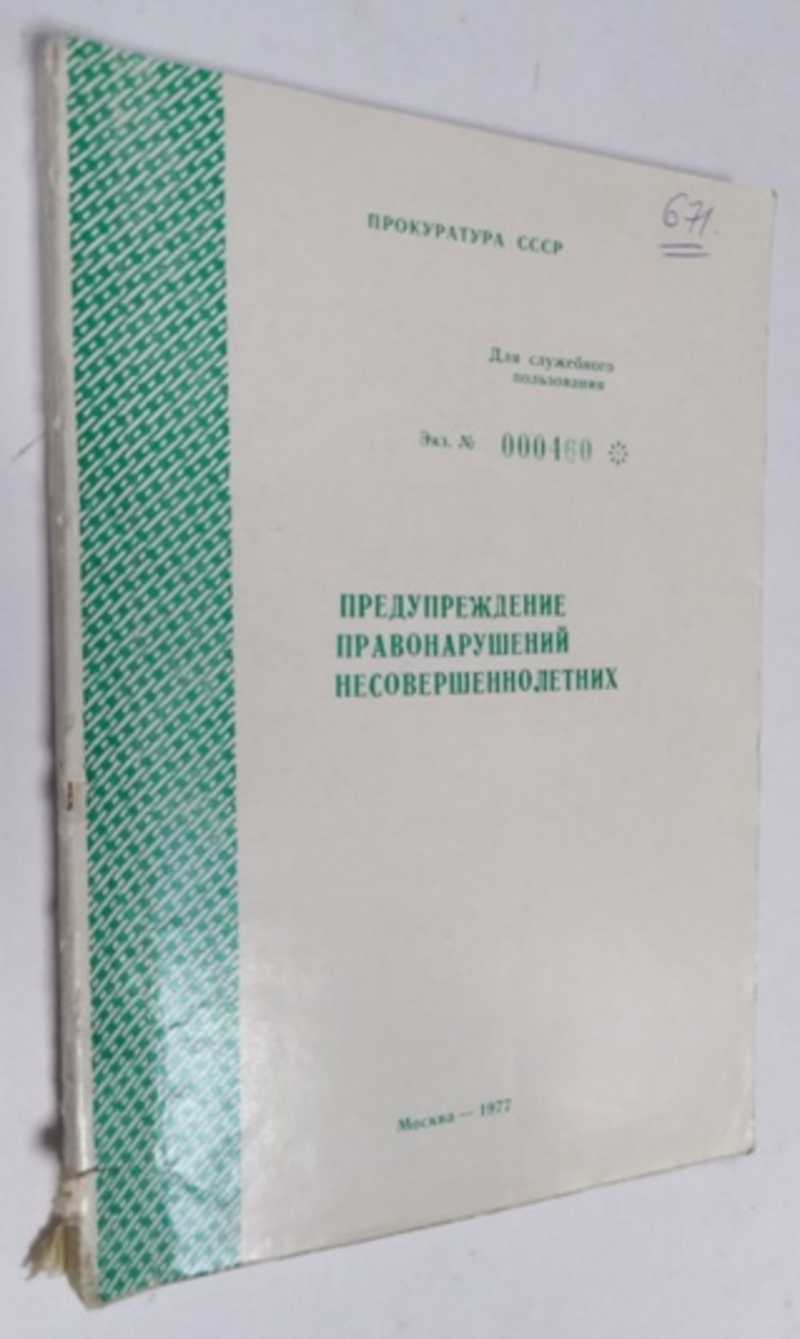 671.
ПРОКУРАТУРА СССР
Для служебного
пользования
Экз. № 000460
ПРЕДУПРЕЖДЕНИЕ
ПРАВОНАРУШЕНИЙ
НЕСОВЕРШЕННОЛЕТНИХ
Москва — 1977